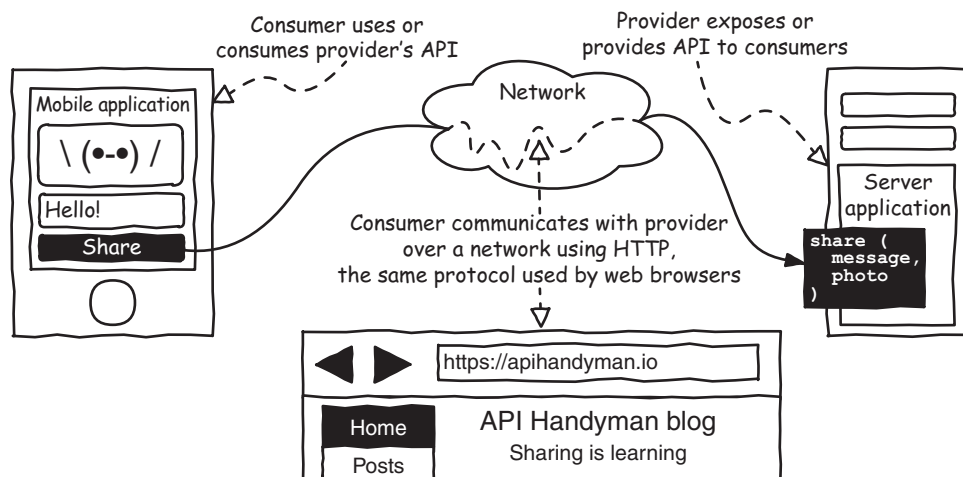 Consumer uses or
consumes provider's API
Provider exposes or
provides API to consumers
Mobile application
\ (•-•) /
Hello!
Share
Network
Server
application
share (
message,
photo
)
Consumer communicates with provider
over a network using HTTP,
the same protocol used by web browsers
https://apihandyman.io
Home
Posts
API Handyman blog
Sharing is learning